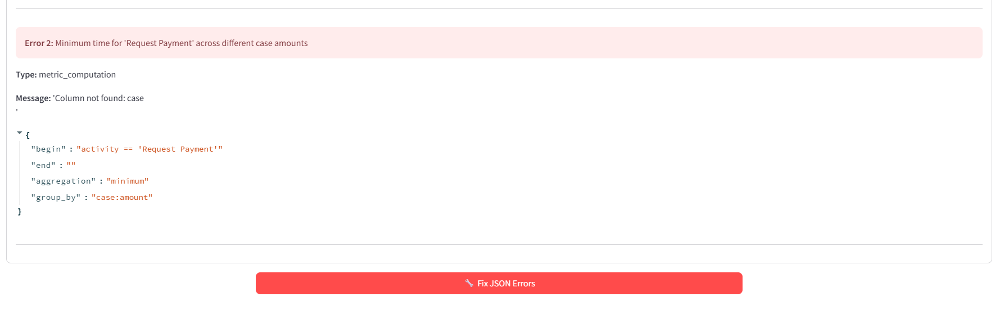 Error 2: Minimum time for 'Request Payment' across different case amounts
Type: metric_computation
Message: 'Column not found: case
'
{
"begin" : "activity == 'Request Payment'"
"end" : ""
"aggregation" : "minimum"
"group_by" : "case:amount"
}
🔧 Fix JSON Errors